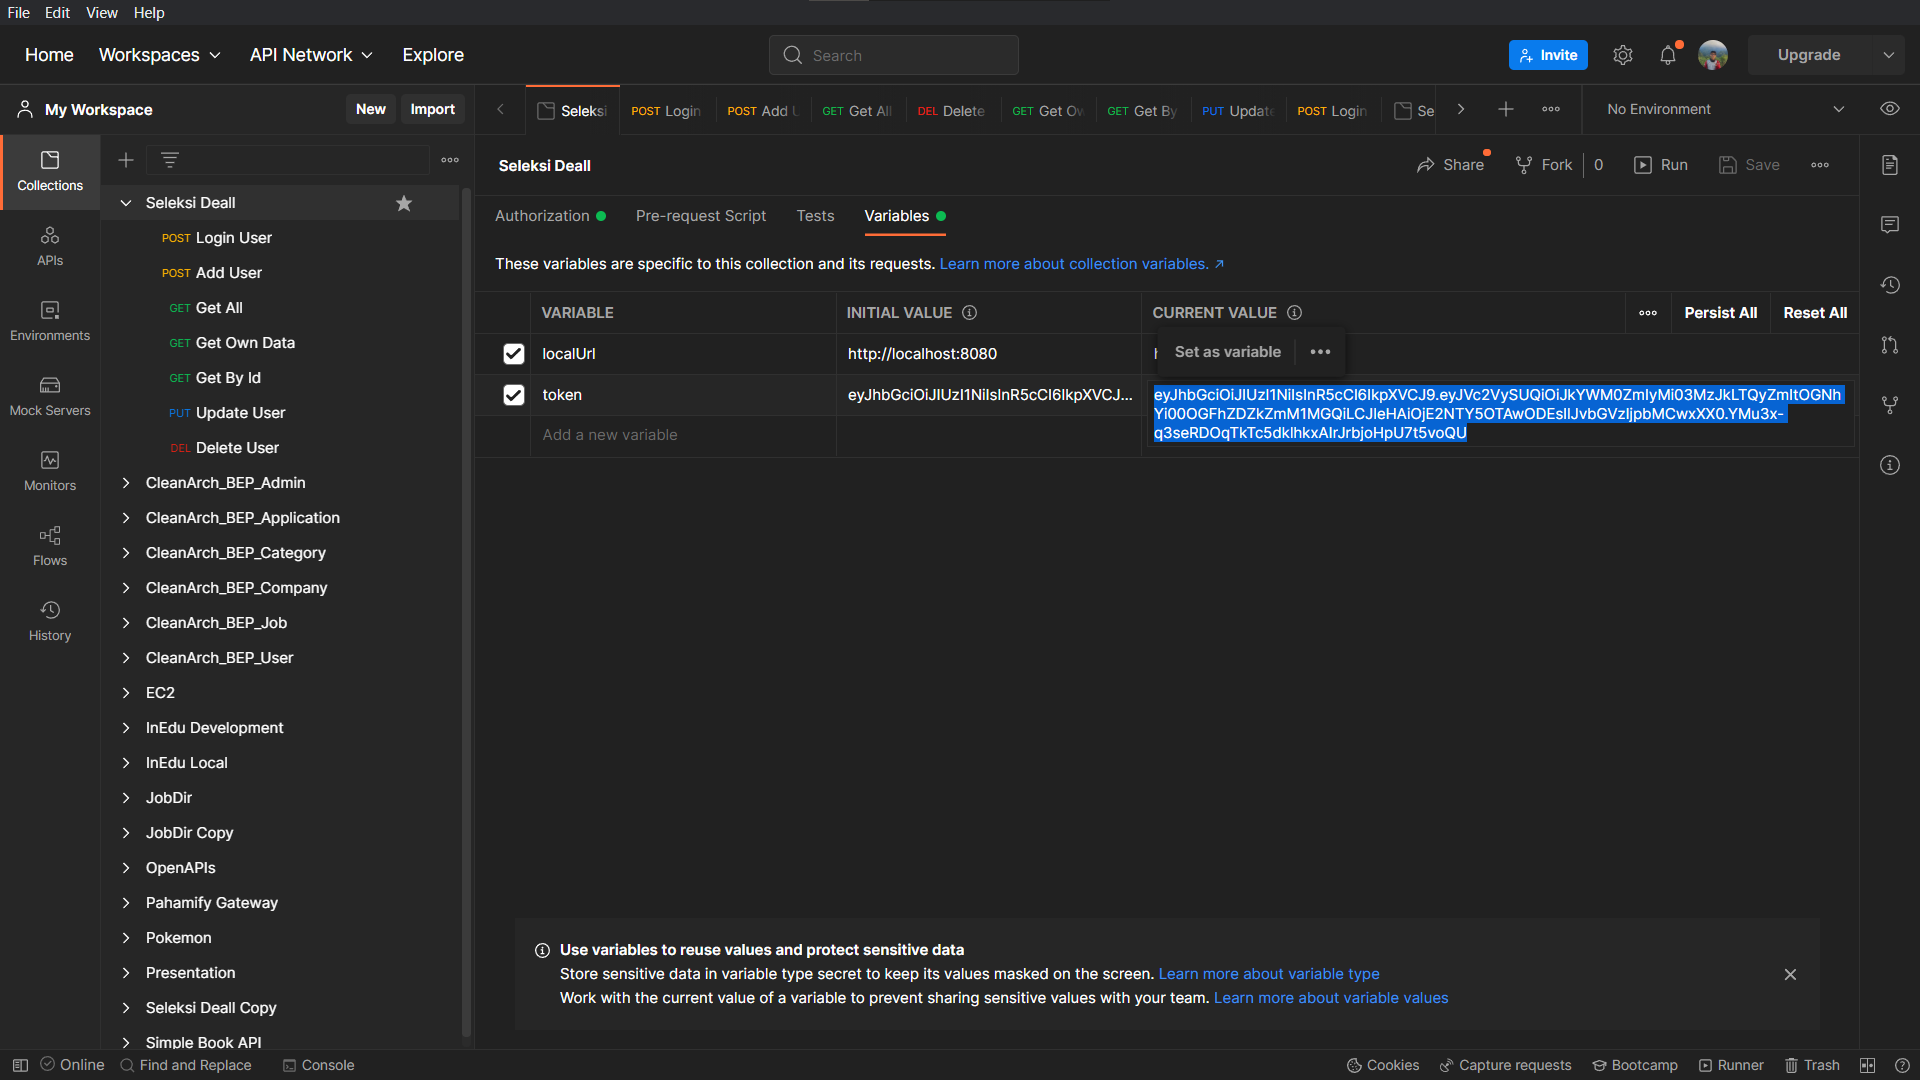 File Edit View Help
Home Workspaces API Network Explore Search Invite Upgrade
My Workspace New Import Seleksi POST Login POST Add GET Get All DEL Delete GET Get GET Get By PUT Update POST Login Se No Environment
Collections
APIs
Environments
Mock Servers
Monitors
Flows
History
Seleksi Deall
POST Login User
POST Add User
GET Get All
GET Get Own Data
GET Get By Id
PUT Update User
DEL Delete User
CleanArch_BEP_Admin
CleanArch_BEP_Application
CleanArch_BEP_Category
CleanArch_BEP_Company
CleanArch_BEP_Job
CleanArch_BEP_User
EC2
InEdu Development
InEdu Local
JobDir
JobDir Copy
OpenAPIs
Pahamify Gateway
Pokemon
Presentation
Seleksi Deall Copy
Simple Book API
Seleksi Deall Share Fork 0 Run Save
Authorization Pre-request Script Tests Variables
These variables are specific to this collection and its requests. Learn more about collection variables. ↗
VARIABLE INITIAL VALUE CURRENT VALUE Persist All Reset All
localUrl http://localhost:8080 Set as variable
token
Add a new variable
Use variables to reuse values and protect sensitive data
Store sensitive data in variable type secret to keep its values masked on the screen. Learn more about variable type
Work with the current value of a variable to prevent sharing sensitive values with your team. Learn more about variable values
Online Find and Replace Console Cookies Capture requests Bootcamp Runner Trash